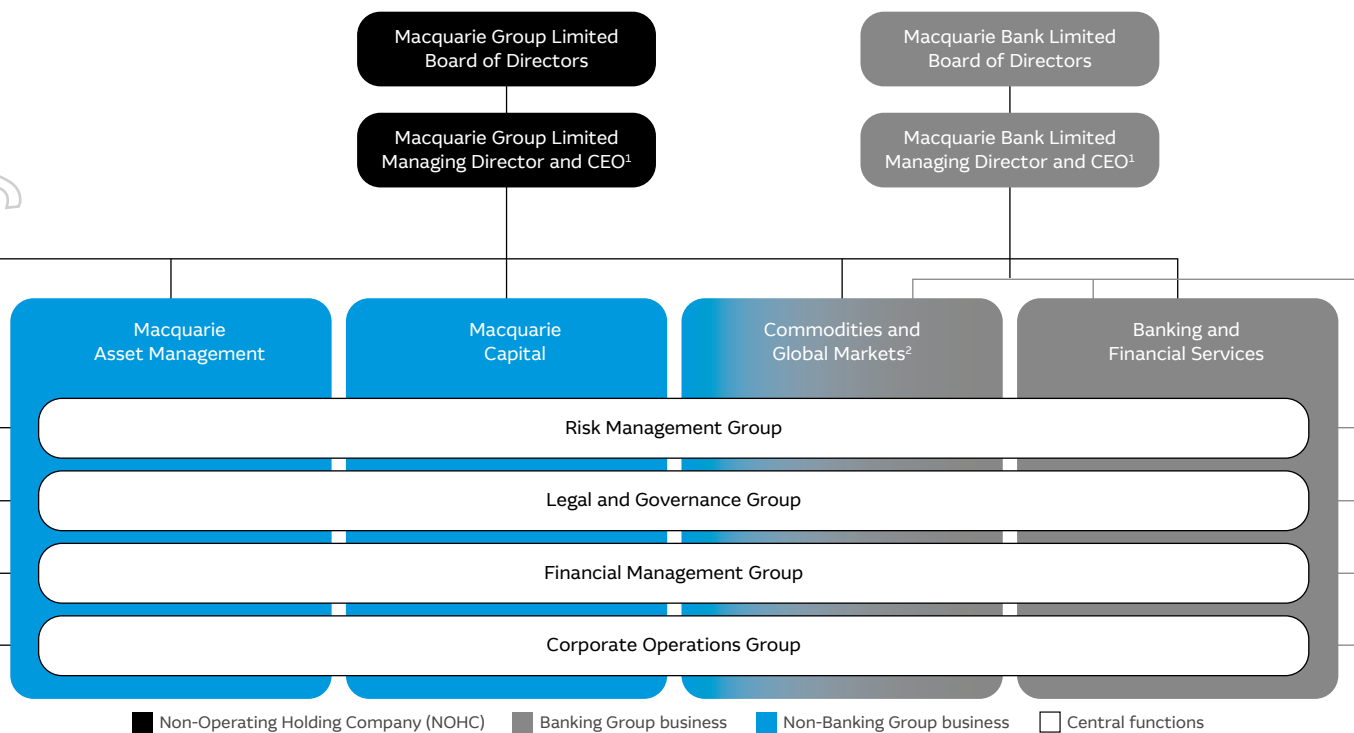 Macquarie Group Limited
Board of Directors
Macquarie Bank Limited
Board of Directors
Macquarie Group Limited
Managing Director and CEO¹
Macquarie Bank Limited
Managing Director and CEO¹
Macquarie
Asset Management
Macquarie
Capital
Commodities and
Global Markets²
Banking and
Financial Services
Risk Management Group
Legal and Governance Group
Financial Management Group
Corporate Operations Group
Non-Operating Holding Company (NOHC)
Banking Group business
Non-Banking Group business
Central functions